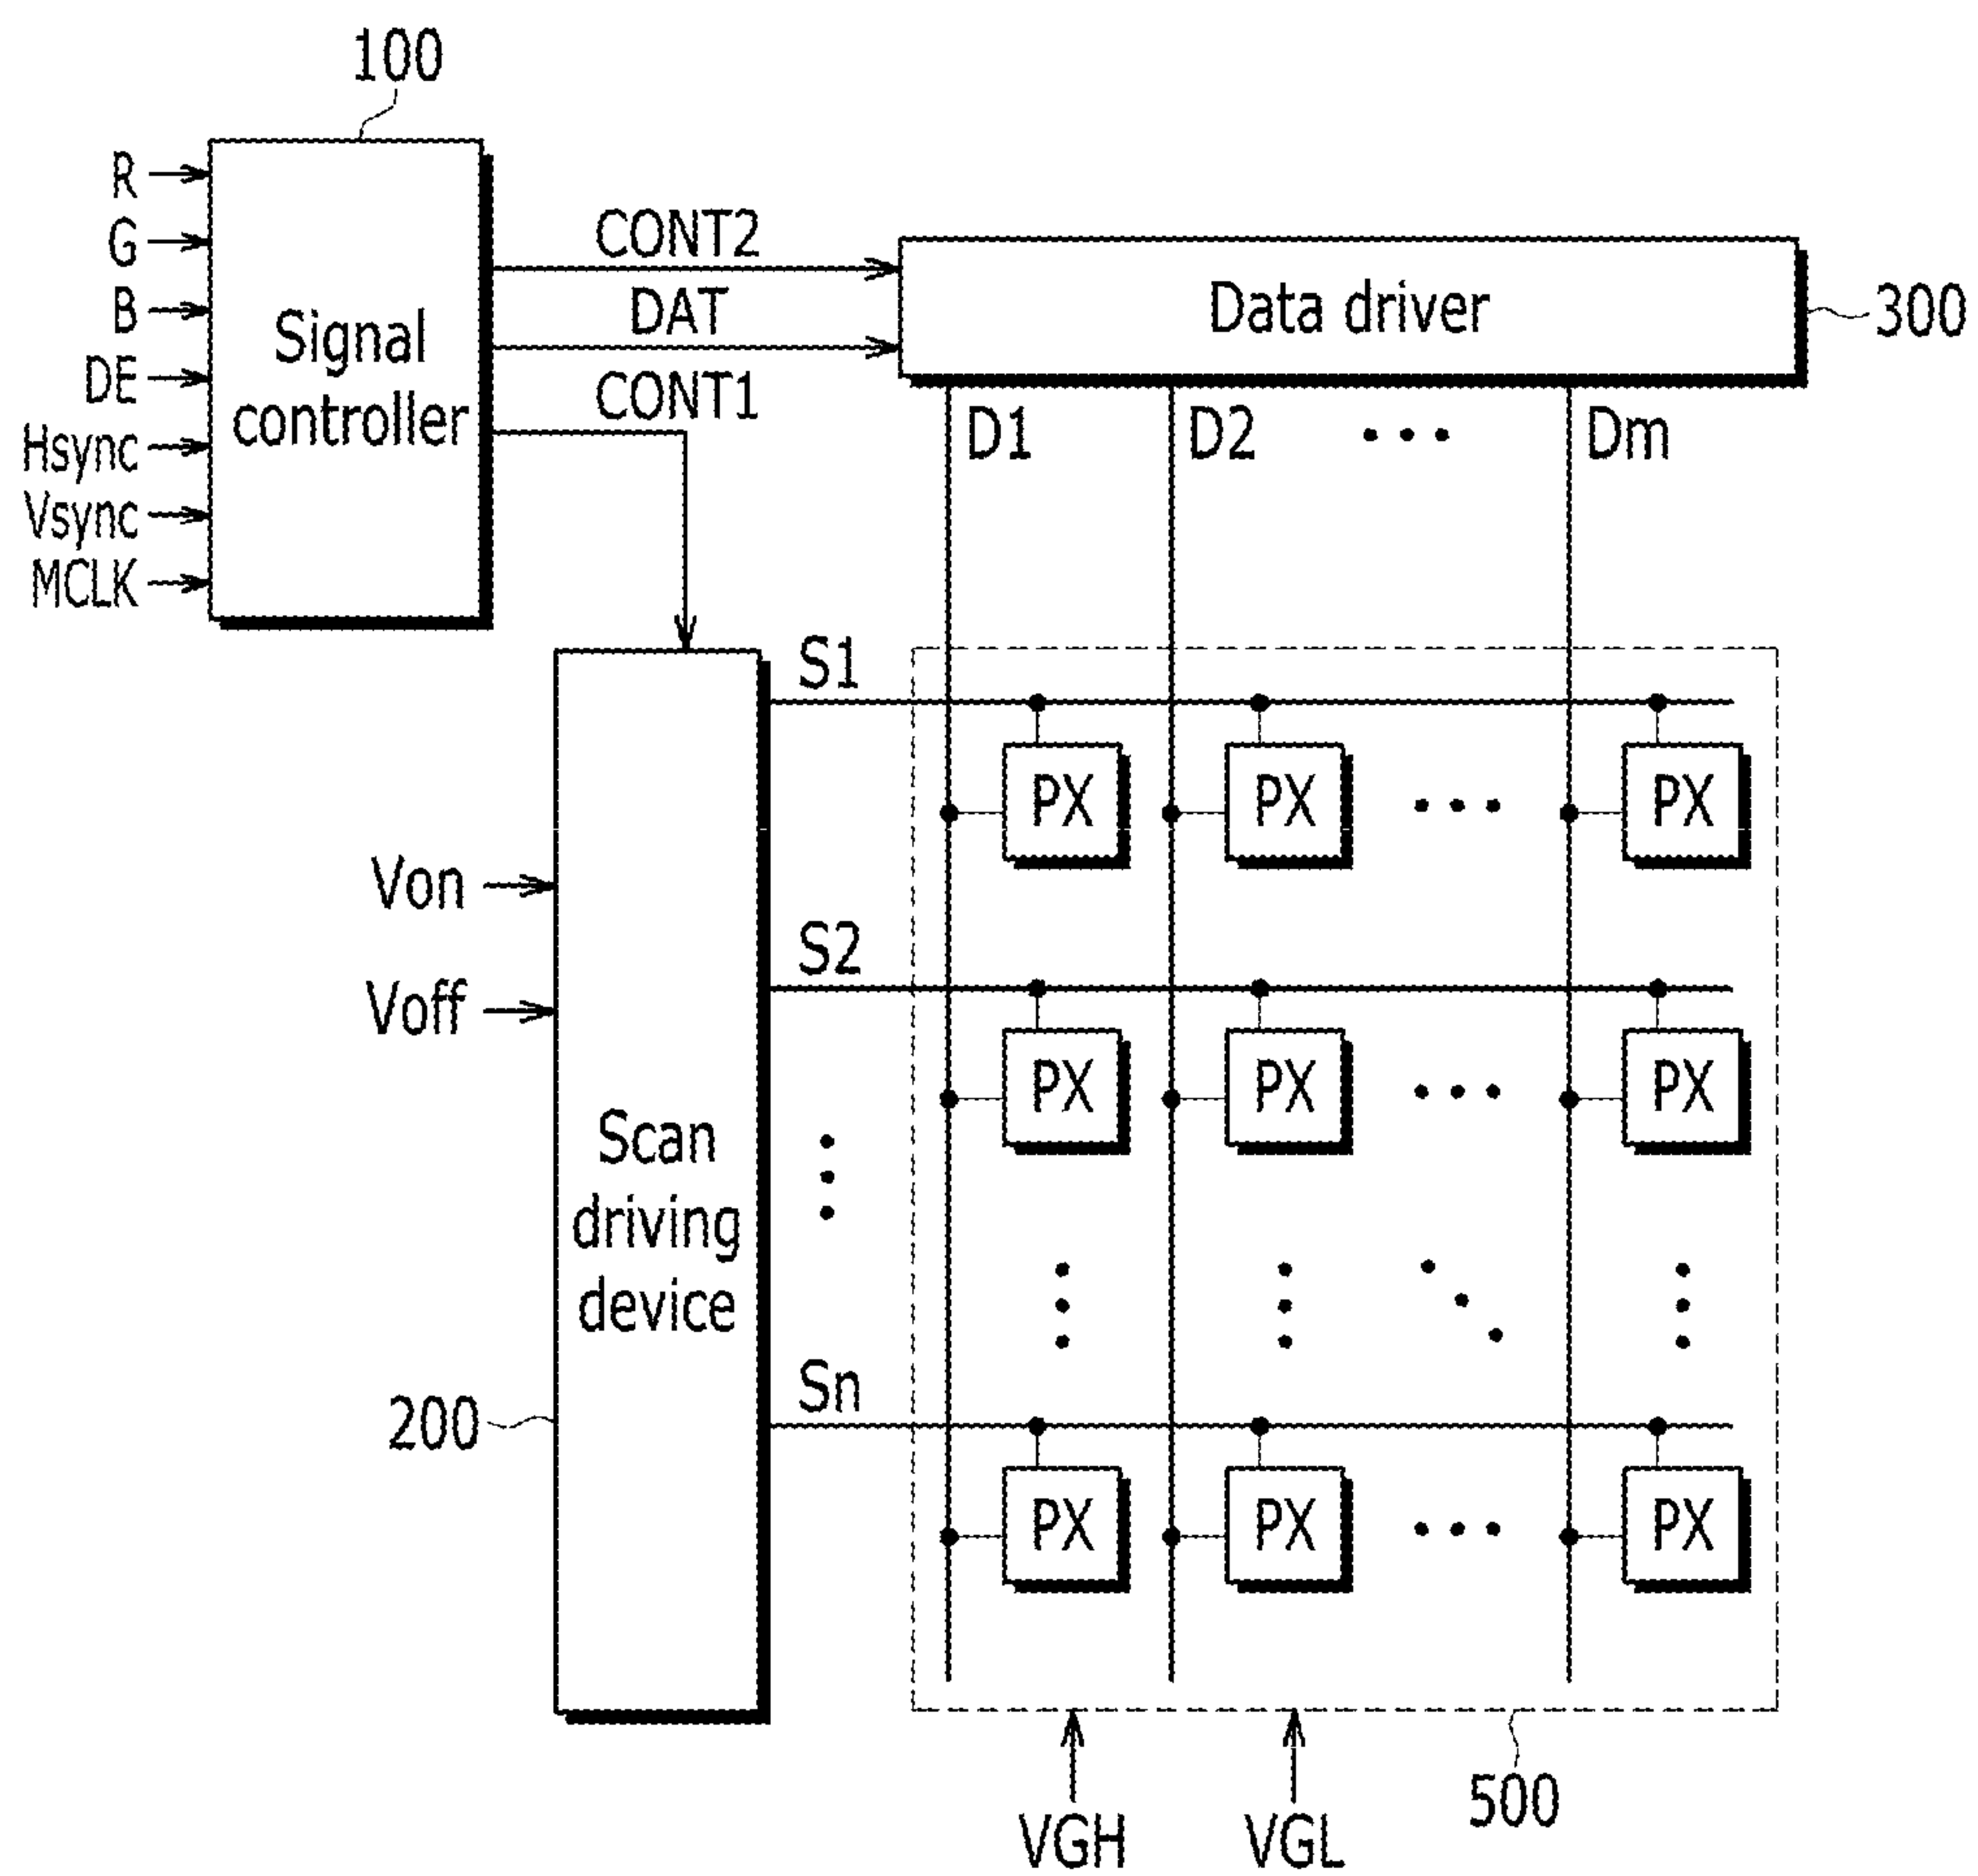 100
R
G
B
DE
Hsync
Vsync
MCLK
Signal
controller
CONT2
DAT
CONT1
Data driver
300
D1 D2 ··· Dm
S1
PX PX ··· PX
Von
Voff
S2
PX PX ··· PX
Scan
driving
device
200
Sn
PX PX ··· PX
VGH VGL
500